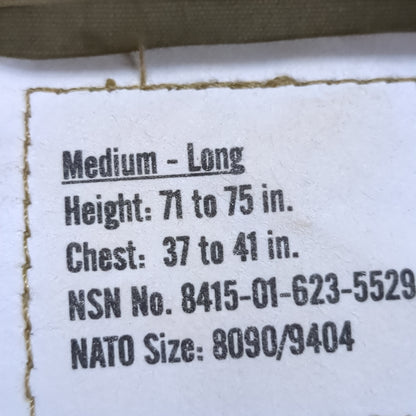 Medium - Long
Height: 71 to 75 in.
Chest: 37 to 41 in.
NSN No. 8415-01-623-5529
NATO Size: 8090/9404